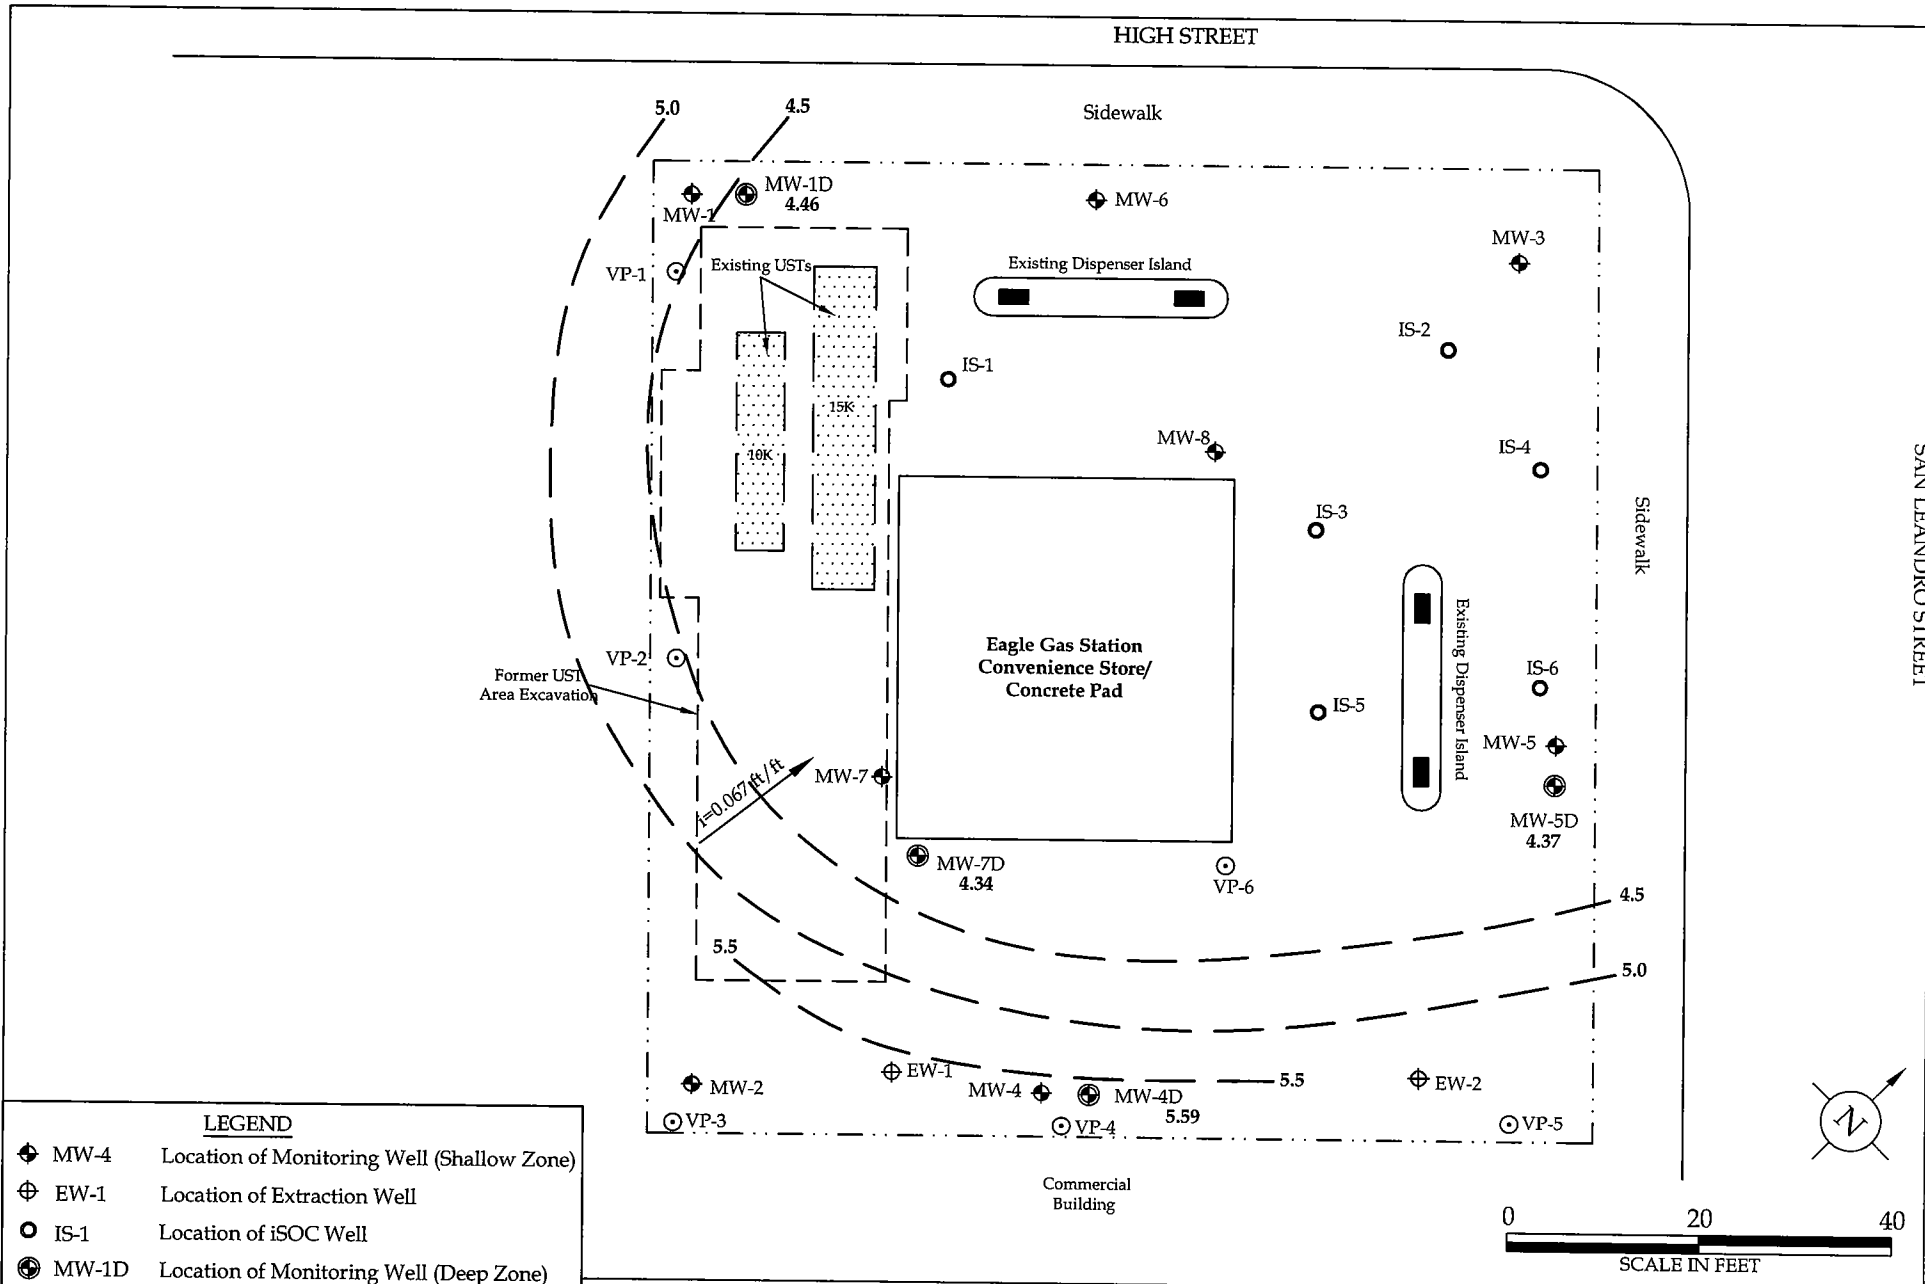 HIGH STREET
Sidewalk
5.0
4.5
MW-1
MW-1D
4.46
MW-6
MW-3
VP-1
Existing USTs
Existing Dispenser Island
IS-2
IS-1
15K
10K
MW-8
IS-4
IS-3
Sidewalk
SAN LEANDRO STREET
Eagle Gas Station
Convenience Store/
Concrete Pad
Existing Dispenser Island
VP-2
Former UST
Area Excavation
IS-6
IS-5
MW-5
MW-5D
4.37
i=0.067 ft/ft
MW-7
MW-7D
4.34
VP-6
4.5
5.5
5.0
MW-2
EW-1
MW-4
MW-4D
5.59
5.5
EW-2
VP-3
VP-4
VP-5
Commercial
Building
N
LEGEND
MW-4 Location of Monitoring Well (Shallow Zone)
EW-1 Location of Extraction Well
IS-1 Location of iSOC Well
MW-1D Location of Monitoring Well (Deep Zone)
0 20 40
SCALE IN FEET